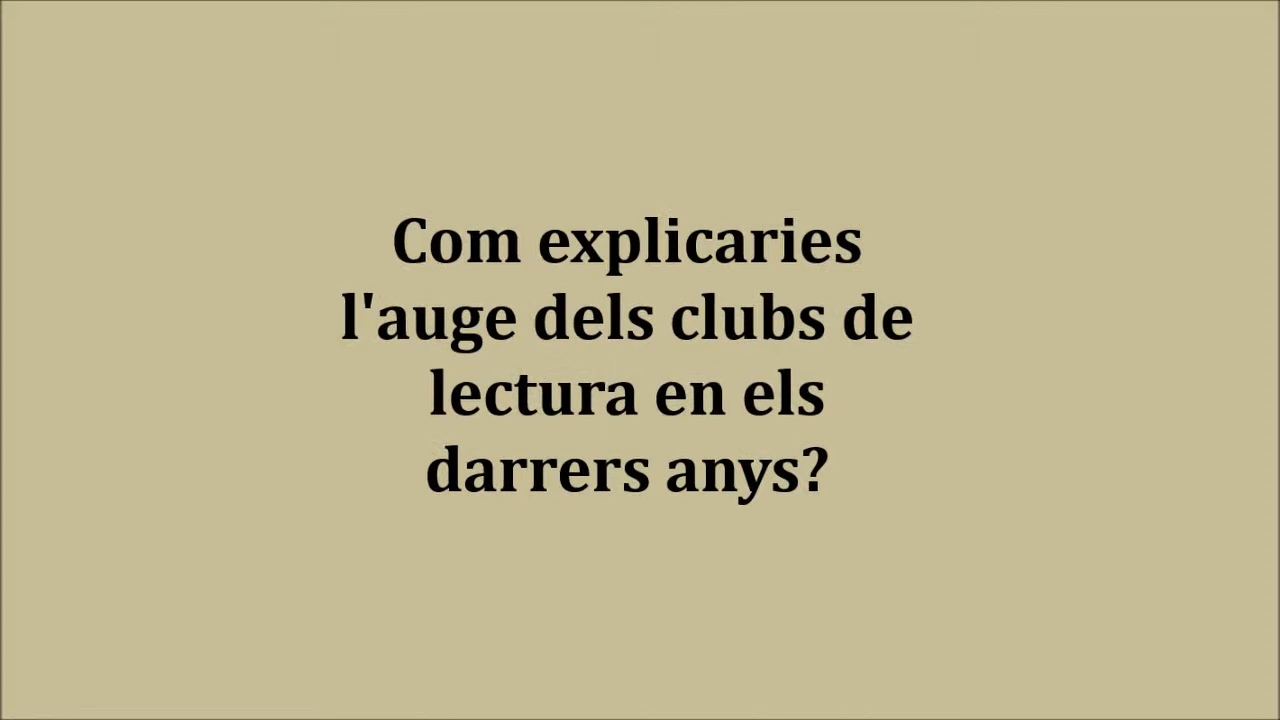 Com explicaries
l'auge dels clubs de
lectura en els
darrers anys?